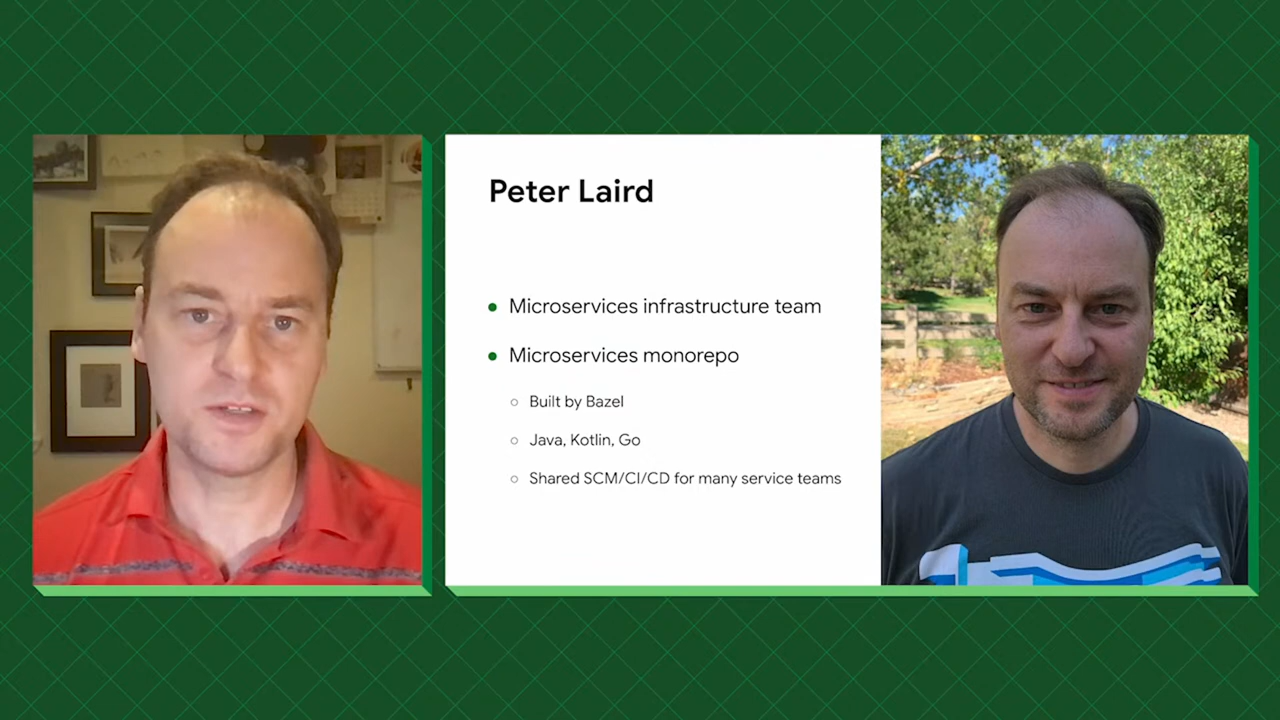 Peter Laird
Microservices infrastructure team
Microservices monorepo
Built by Bazel
Java, Kotlin, Go
Shared SCM/CI/CD for many service teams